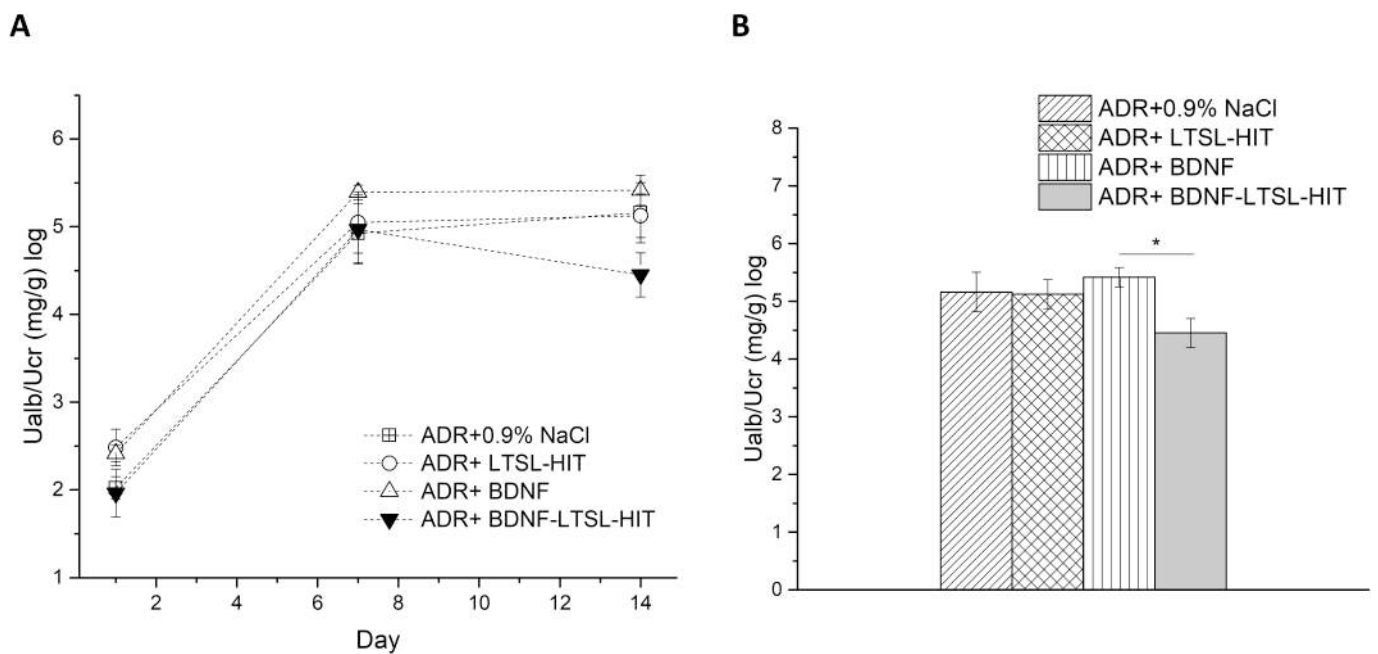 A
Ualb/Ucr (mg/g) log
6
5
4
3
2
1
ADR+0.9% NaCl
ADR+ LTSL-HIT
ADR+ BDNF
ADR+ BDNF-LTSL-HIT
2 4 6 8 10 12 14
Day
B
ADR+0.9% NaCl
ADR+ LTSL-HIT
ADR+ BDNF
ADR+ BDNF-LTSL-HIT
Ualb/Ucr (mg/g) log
8
7
6
5
4
3
2
1
0
*